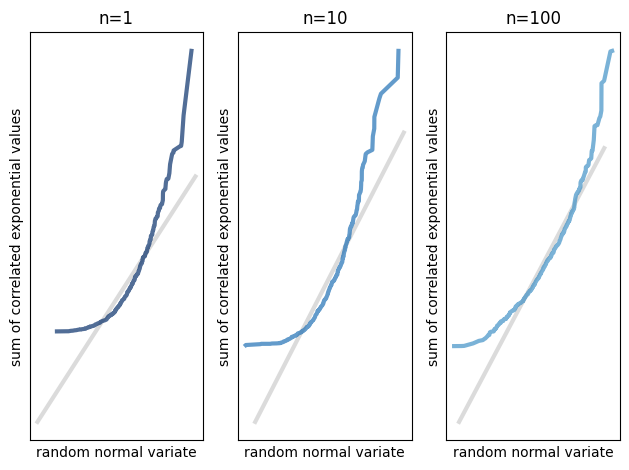 n=1
n=10
n=100
sum of correlated exponential values
sum of correlated exponential values
sum of correlated exponential values
random normal variate
random normal variate
random normal variate